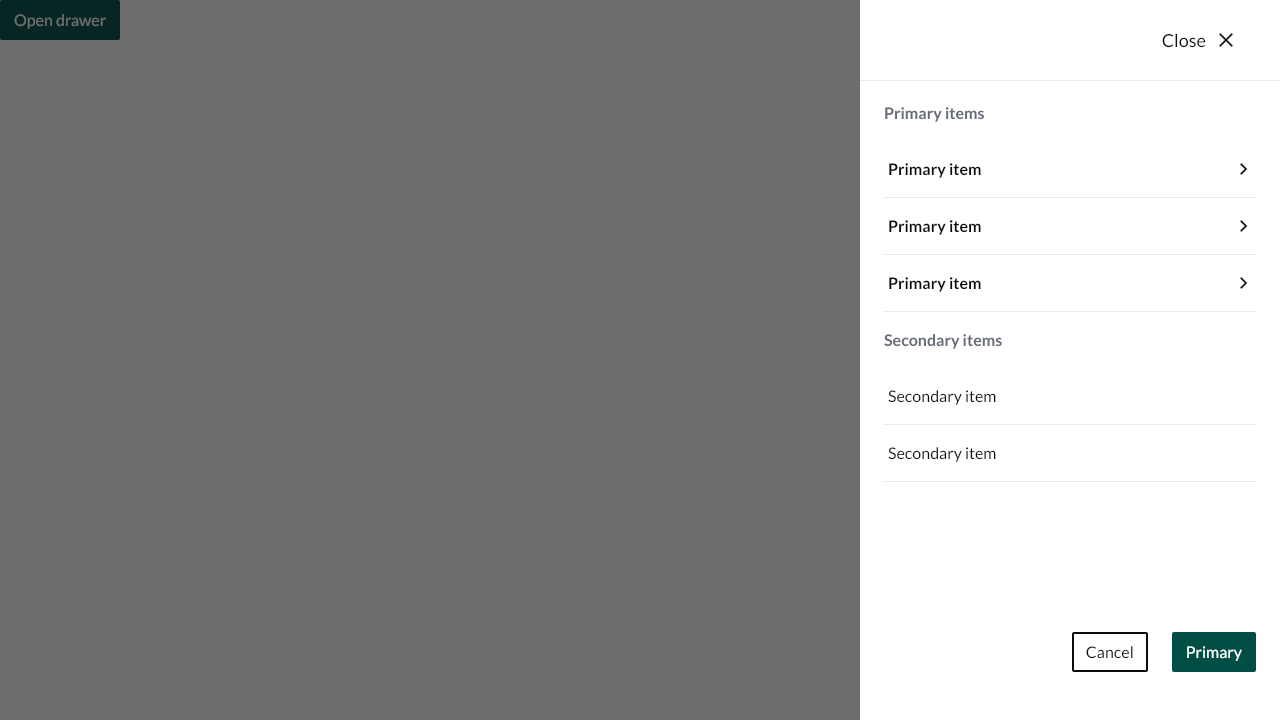 Open drawer
Close
Primary items
Primary item
Primary item
Primary item
Secondary items
Secondary item
Secondary item
Cancel
Primary